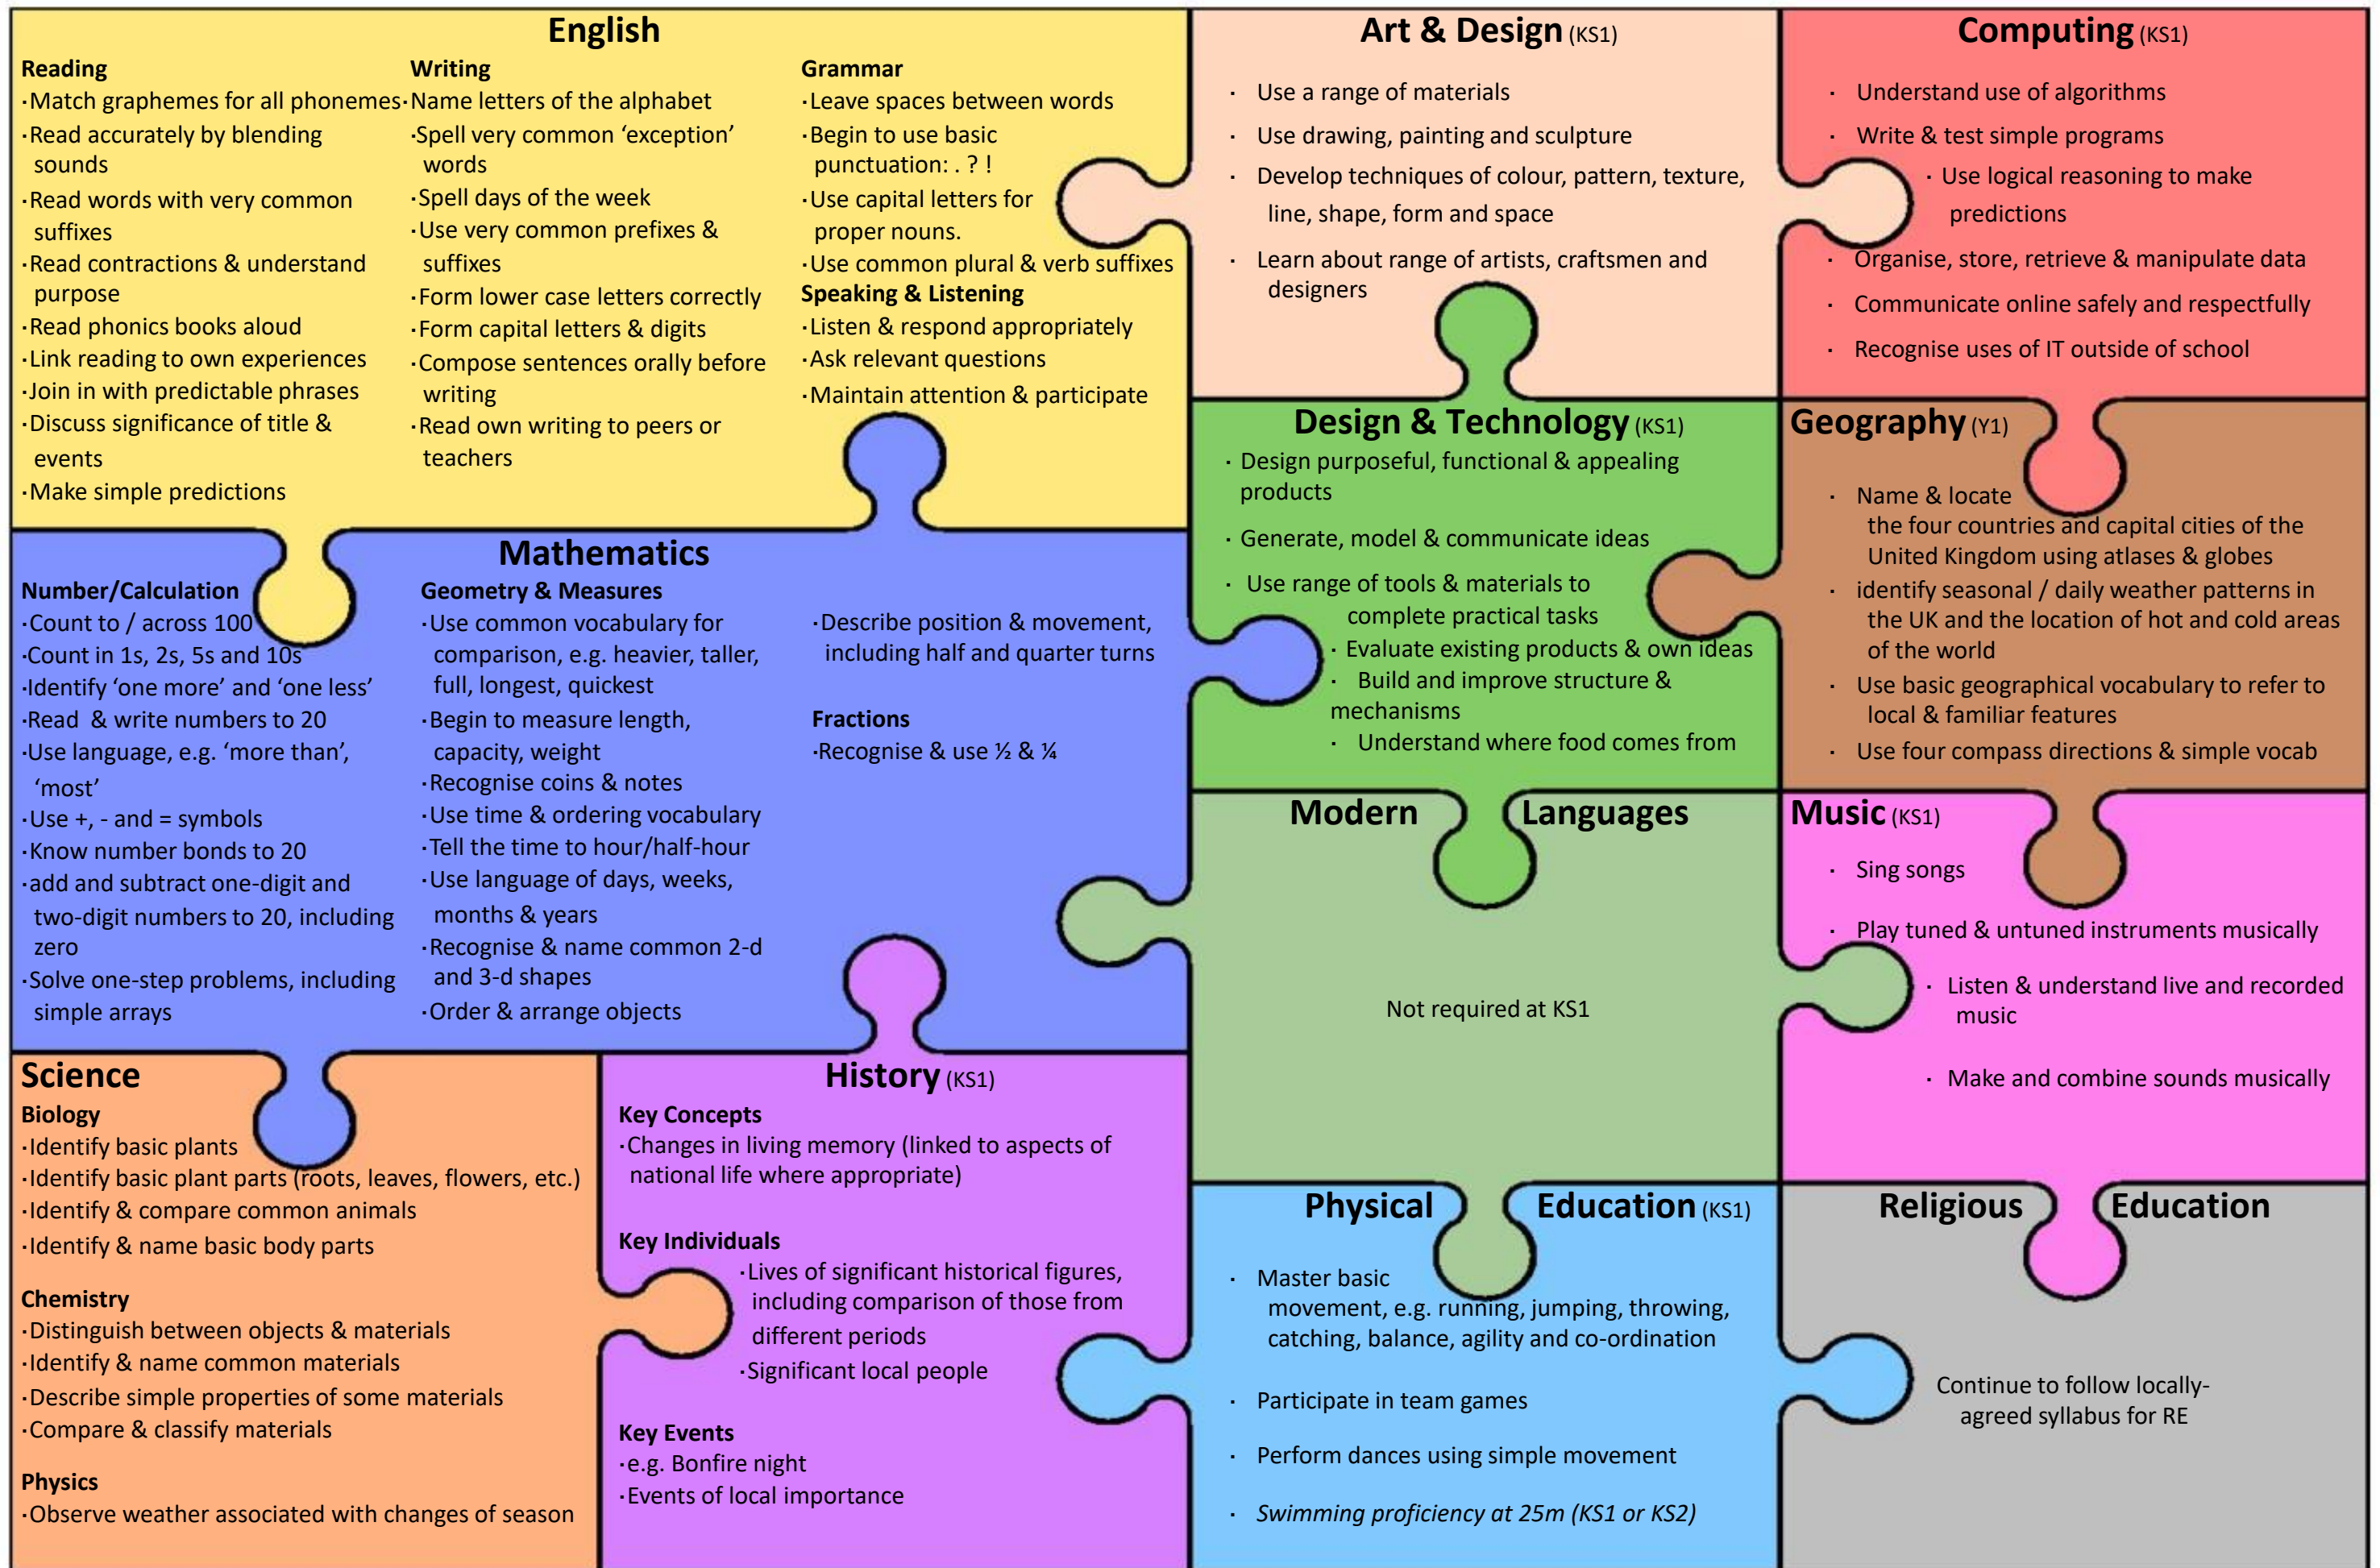 English
Reading
·Match graphemes for all phonemes
·Read accurately by blending
sounds
·Read words with very common
suffixes
·Read contractions & understand
purpose
·Read phonics books aloud
·Link reading to own experiences
·Join in with predictable phrases
·Discuss significance of title &
events
·Make simple predictions
Writing
·Name letters of the alphabet
·Spell very common ‘exception’
words
·Spell days of the week
·Use very common prefixes &
suffixes
·Form lower case letters correctly
·Form capital letters & digits
·Compose sentences orally before
writing
·Read own writing to peers or
teachers
Grammar
·Leave spaces between words
·Begin to use basic
punctuation: . ? !
·Use capital letters for
proper nouns.
·Use common plural & verb suffixes
Speaking & Listening
·Listen & respond appropriately
·Ask relevant questions
·Maintain attention & participate
Art & Design (KS1)
· Use a range of materials
· Use drawing, painting and sculpture
· Develop techniques of colour, pattern, texture,
line, shape, form and space
· Learn about range of artists, craftsmen and
designers
Computing (KS1)
· Understand use of algorithms
· Write & test simple programs
· Use logical reasoning to make
predictions
· Organise, store, retrieve & manipulate data
· Communicate online safely and respectfully
· Recognise uses of IT outside of school
Mathematics
Number/Calculation
·Count to / across 100
·Count in 1s, 2s, 5s and 10s
·Identify ‘one more’ and ‘one less’
·Read & write numbers to 20
·Use language, e.g. ‘more than’,
‘most’
·Use +, - and = symbols
·Know number bonds to 20
·add and subtract one-digit and
two-digit numbers to 20, including
zero
·Solve one-step problems, including
simple arrays
Geometry & Measures
·Use common vocabulary for
comparison, e.g. heavier, taller,
full, longest, quickest
·Begin to measure length,
capacity, weight
·Recognise coins & notes
·Use time & ordering vocabulary
·Tell the time to hour/half-hour
·Use language of days, weeks,
months & years
·Recognise & name common 2-d
and 3-d shapes
·Order & arrange objects
·Describe position & movement,
including half and quarter turns
Fractions
·Recognise & use ½ & ¼
Design & Technology (KS1)
· Design purposeful, functional & appealing
products
· Generate, model & communicate ideas
· Use range of tools & materials to
complete practical tasks
· Evaluate existing products & own ideas
· Build and improve structure &
mechanisms
· Understand where food comes from
Geography (Y1)
· Name & locate
the four countries and capital cities of the
United Kingdom using atlases & globes
· identify seasonal / daily weather patterns in
the UK and the location of hot and cold areas
of the world
· Use basic geographical vocabulary to refer to
local & familiar features
· Use four compass directions & simple vocab
Modern Languages
Not required at KS1
Music (KS1)
· Sing songs
· Play tuned & untuned instruments musically
· Listen & understand live and recorded
music
· Make and combine sounds musically
Science
Biology
·Identify basic plants
·Identify basic plant parts (roots, leaves, flowers, etc.)
·Identify & compare common animals
·Identify & name basic body parts
Chemistry
·Distinguish between objects & materials
·Identify & name common materials
·Describe simple properties of some materials
·Compare & classify materials
Physics
·Observe weather associated with changes of season
History (KS1)
Key Concepts
·Changes in living memory (linked to aspects of
national life where appropriate)
Key Individuals
·Lives of significant historical figures,
including comparison of those from
different periods
·Significant local people
Key Events
·e.g. Bonfire night
·Events of local importance
Physical Education (KS1)
· Master basic
movement, e.g. running, jumping, throwing,
catching, balance, agility and co-ordination
· Participate in team games
· Perform dances using simple movement
· Swimming proficiency at 25m (KS1 or KS2)
Religious Education
Continue to follow locally-
agreed syllabus for RE